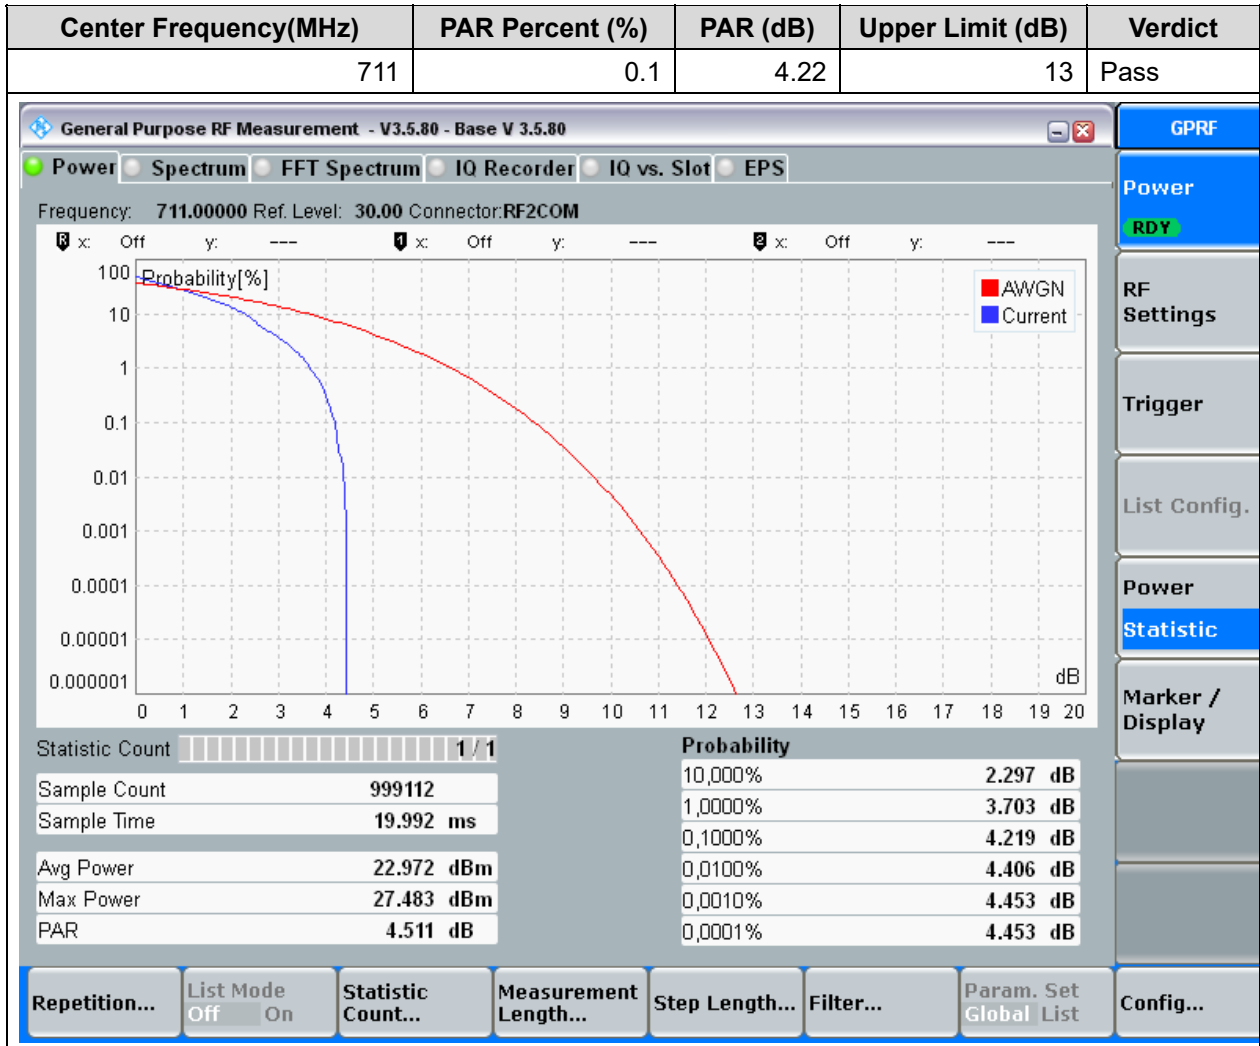 Center Frequency(MHz) PAR Percent (%) PAR (dB) Upper Limit (dB) Verdict
711 0.1 4.22 13 Pass
General Purpose RF Measurement - V3.5.80 - Base V 3.5.80
GPRF
Power Spectrum FFT Spectrum IQ Recorder IQ vs. Slot EPS
Power
RDY
Frequency: 711.00000 Ref. Level: 30.00 Connector:RF2COM
R x: Off y: --- 1 x: Off y: --- 2 x: Off y: ---
Probability[%]
AWGN
Current
100
10
1
0.1
0.01
0.001
0.0001
0.00001
0.000001
dB
0 1 2 3 4 5 6 7 8 9 10 11 12 13 14 15 16 17 18 19 20
RF
Settings
Trigger
List Config.
Power
Statistic
Marker /
Display
Statistic Count 1 / 1
Sample Count 999112
Sample Time 19.992 ms
Avg Power 22.972 dBm
Max Power 27.483 dBm
PAR 4.511 dB
Probability
10,000% 2.297 dB
1,0000% 3.703 dB
0,1000% 4.219 dB
0,0100% 4.406 dB
0,0010% 4.453 dB
0,0001% 4.453 dB
Repetition...
List Mode
Off On
Statistic
Count...
Measurement
Length...
Step Length...
Filter...
Param. Set
Global List
Config...